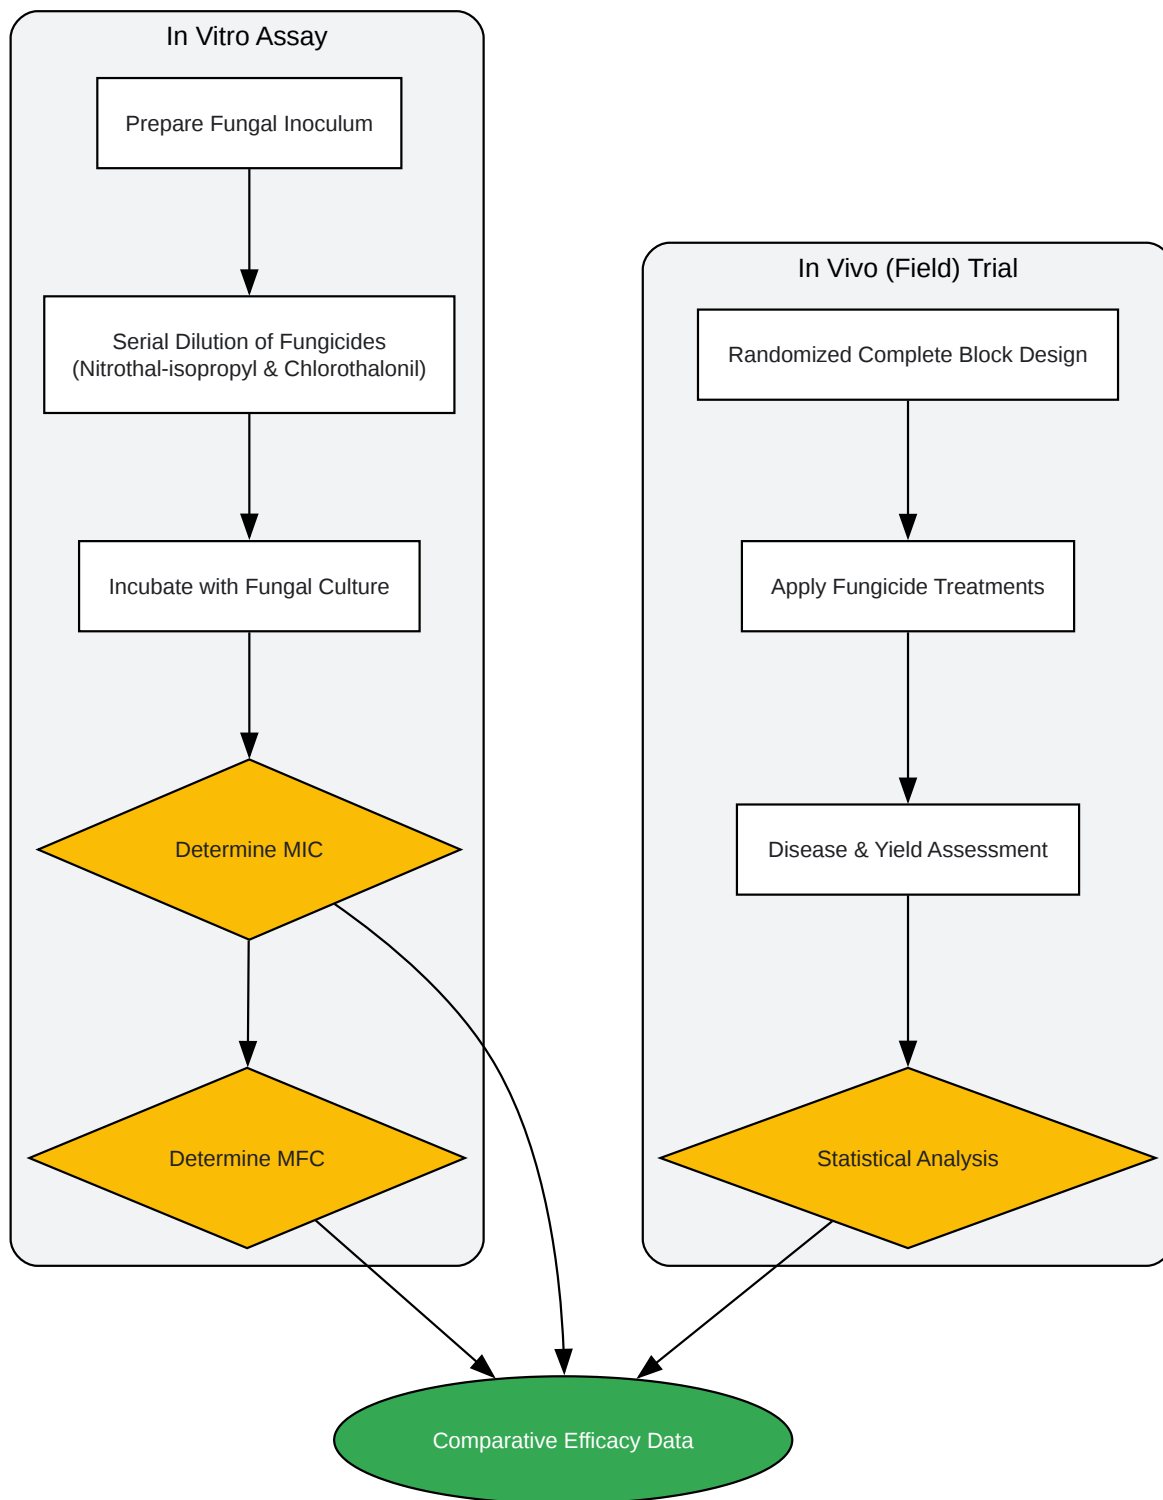 In Vitro Assay
Prepare Fungal Inoculum
Serial Dilution of Fungicides
(Nitrothal-isopropyl & Chlorothalonil)
Incubate with Fungal Culture
Determine MIC
Determine MFC
In Vivo (Field) Trial
Randomized Complete Block Design
Apply Fungicide Treatments
Disease & Yield Assessment
Statistical Analysis
Comparative Efficacy Data